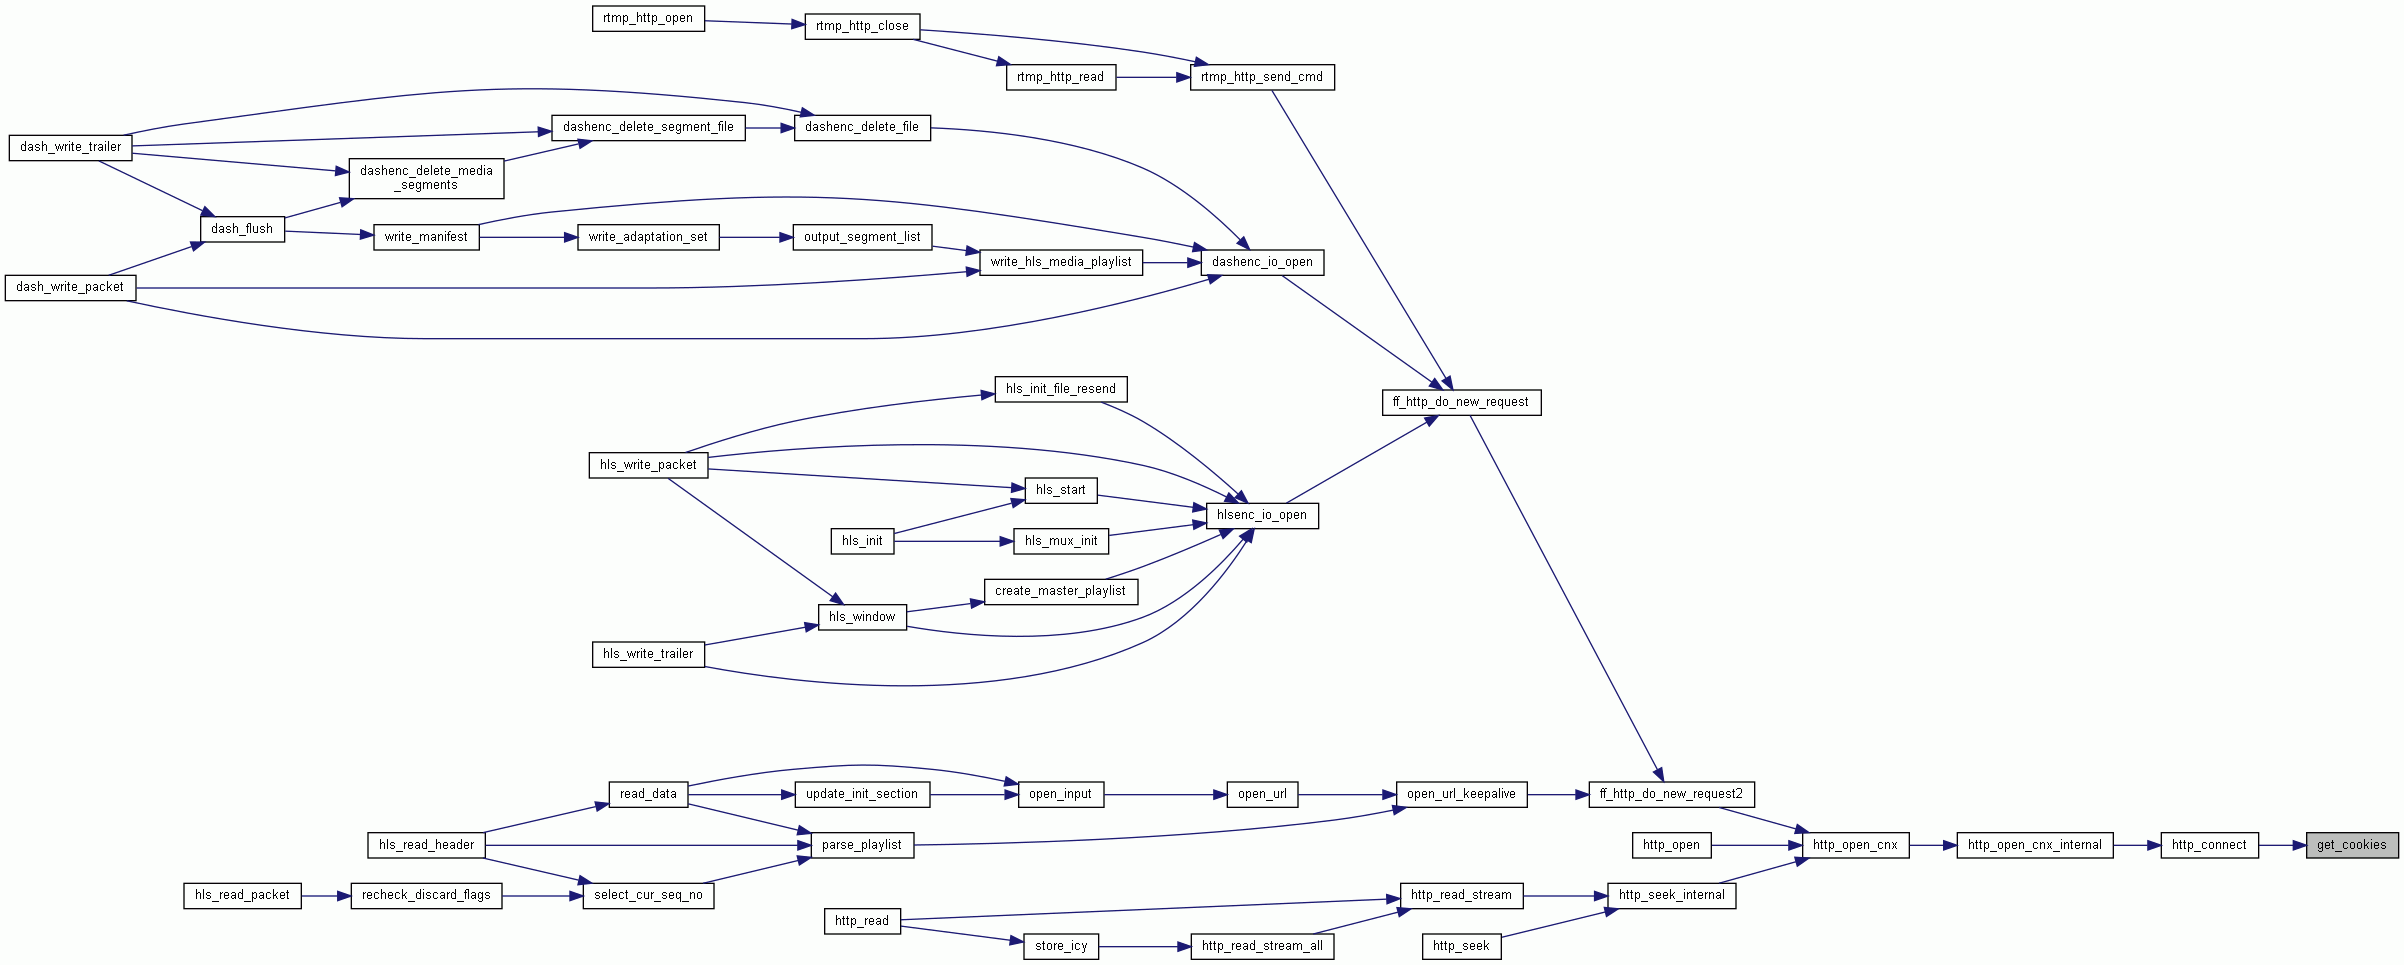 rtmp_http_open
rtmp_http_close
rtmp_http_read
rtmp_http_send_cmd
dash_write_trailer
dashenc_delete_segment_file
dashenc_delete_file
dashenc_delete_media
_segments
dash_flush
write_manifest
write_adaptation_set
output_segment_list
write_hls_media_playlist
dashenc_io_open
dash_write_packet
hls_init_file_resend
ff_http_do_new_request
hls_write_packet
hls_start
hlsenc_io_open
hls_init
hls_mux_init
create_master_playlist
hls_window
hls_write_trailer
read_data
update_init_section
open_input
open_url
open_url_keepalive
ff_http_do_new_request2
hls_read_header
parse_playlist
http_open
http_open_cnx
http_open_cnx_internal
http_connect
get_cookies
hls_read_packet
recheck_discard_flags
select_cur_seq_no
http_read_stream
http_seek_internal
http_read
store_icy
http_read_stream_all
http_seek